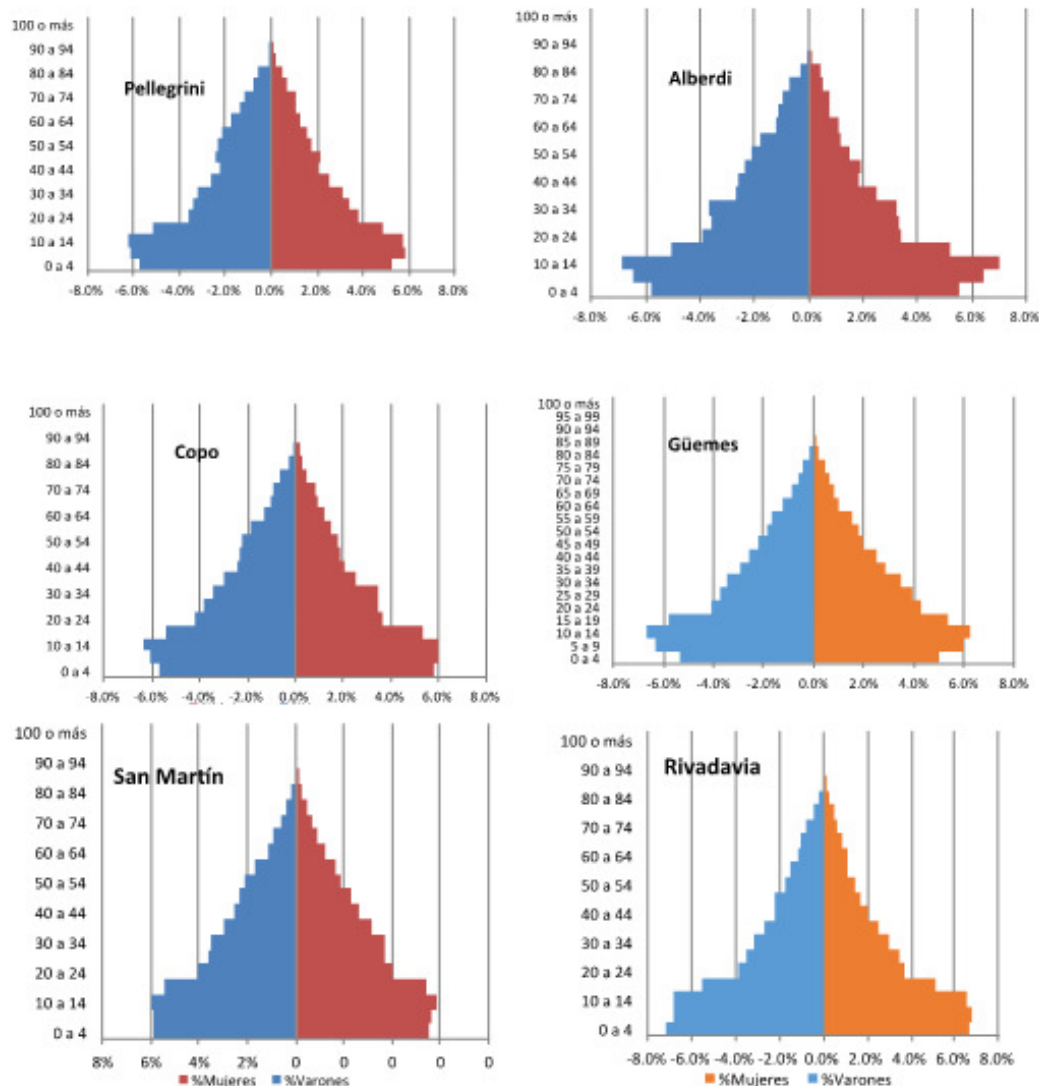 100 o más
90 a 94
80 a 84
70 a 74
60 a 64
50 a 54
40 a 44
30 a 34
20 a 24
10 a 14
0 a 4
Pellegrini
-8.0% -6.0% -4.0% -2.0% 0.0% 2.0% 4.0% 6.0% 8.0%
100 o más
90 a 94
80 a 84
70 a 74
60 a 64
50 a 54
40 a 44
30 a 34
20 a 24
10 a 14
0 a 4
Alberdi
-8.0% -6.0% -4.0% -2.0% 0.0% 2.0% 4.0% 6.0% 8.0%
100 o más
90 a 94
80 a 84
70 a 74
60 a 64
50 a 54
40 a 44
30 a 34
20 a 24
10 a 14
0 a 4
Copo
-8.0% -6.0% -4.0% -2.0% 0.0% 2.0% 4.0% 6.0% 8.0%
100 o más
95 a 99
90 a 94
85 a 89
80 a 84
75 a 79
70 a 74
65 a 69
60 a 64
55 a 59
50 a 54
45 a 49
40 a 44
35 a 39
30 a 34
25 a 29
20 a 24
15 a 19
10 a 14
5 a 9
0 a 4
Güemes
-8.0% -6.0% -4.0% -2.0% 0.0% 2.0% 4.0% 6.0% 8.0%
100 o más
90 a 94
80 a 84
70 a 74
60 a 64
50 a 54
40 a 44
30 a 34
20 a 24
10 a 14
0 a 4
San Martín
8% 6% 4% 2% 0 0 0 0 0
%Mujeres %Varones
100 o más
90 a 94
80 a 84
70 a 74
60 a 64
50 a 54
40 a 44
30 a 34
20 a 24
10 a 14
0 a 4
Rivadavia
-8.0% -6.0% -4.0% -2.0% 0.0% 2.0% 4.0% 6.0% 8.0%
%Mujeres %Varones